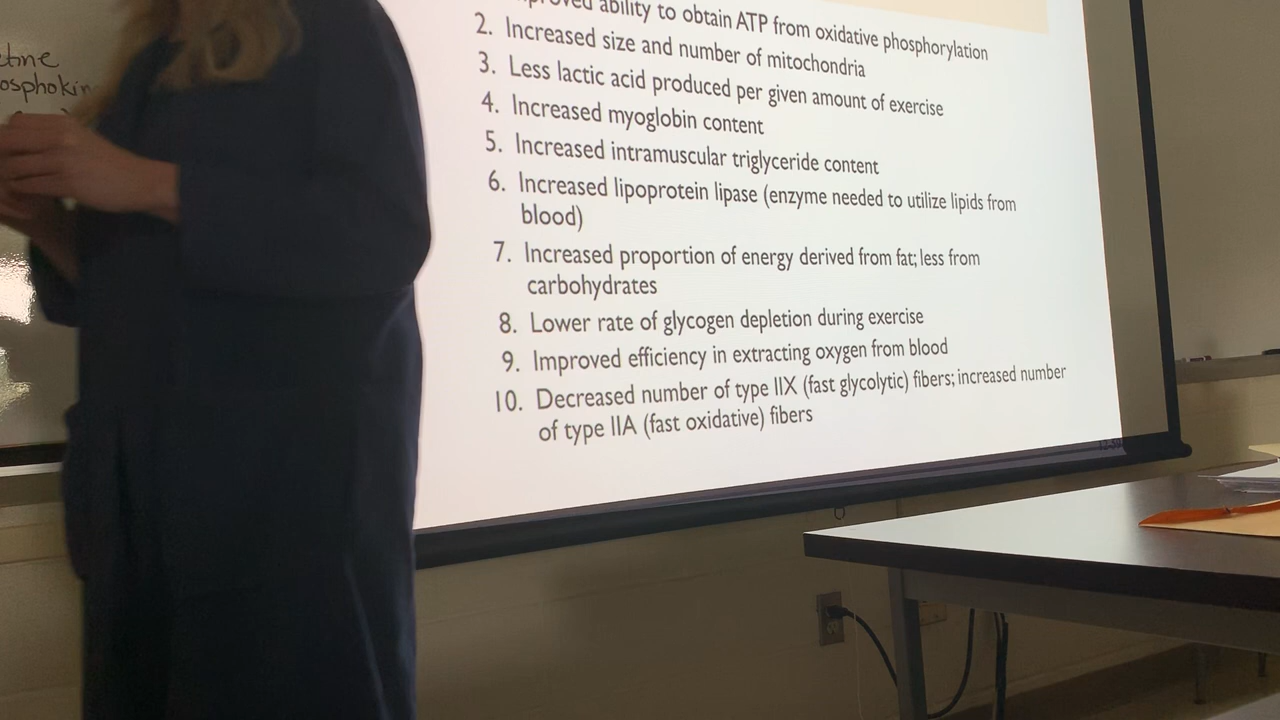 ability to obtain ATP from oxidative phosphorylation
2. Increased size and number of mitochondria
3. Less lactic acid produced per given amount of exercise
4. Increased myoglobin content
5. Increased intramuscular triglyceride content
6. Increased lipoprotein lipase (enzyme needed to utilize lipids from
blood)
7. Increased proportion of energy derived from fat; less from
carbohydrates
8. Lower rate of glycogen depletion during exercise
9. Improved efficiency in extracting oxygen from blood
10. Decreased number of type IIX (fast glycolytic) fibers; increased number
of type IIA (fast oxidative) fibers